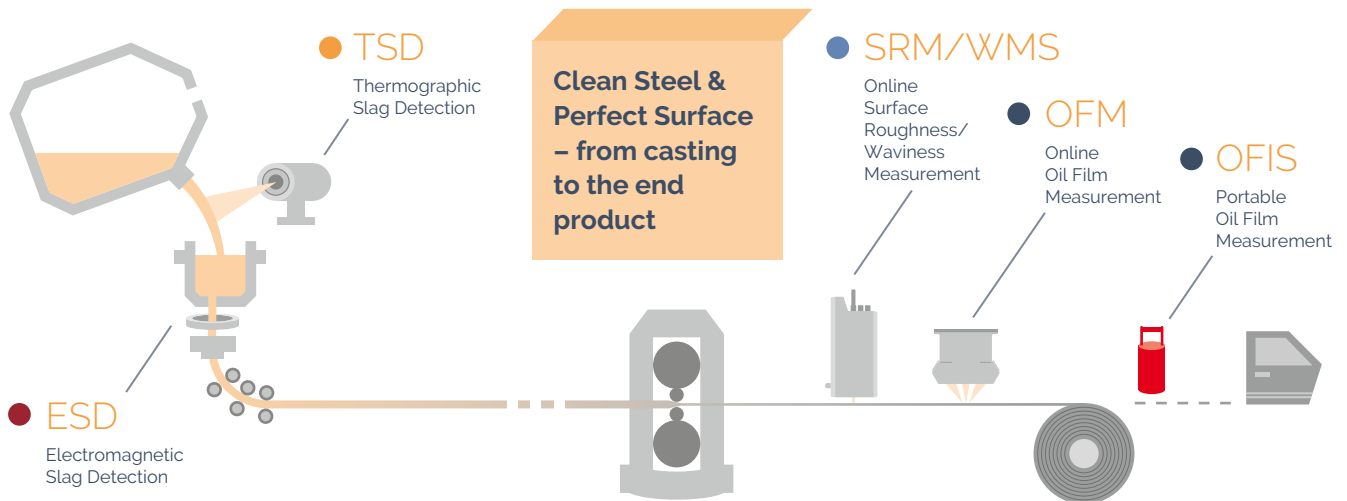 TSD
Thermographic
Slag Detection
Clean Steel &
Perfect Surface
– from casting
to the end
product
SRM/WMS
Online
Surface
Roughness/
Waviness
Measurement
OFM
Online
Oil Film
Measurement
OFIS
Portable
Oil Film
Measurement
ESD
Electromagnetic
Slag Detection